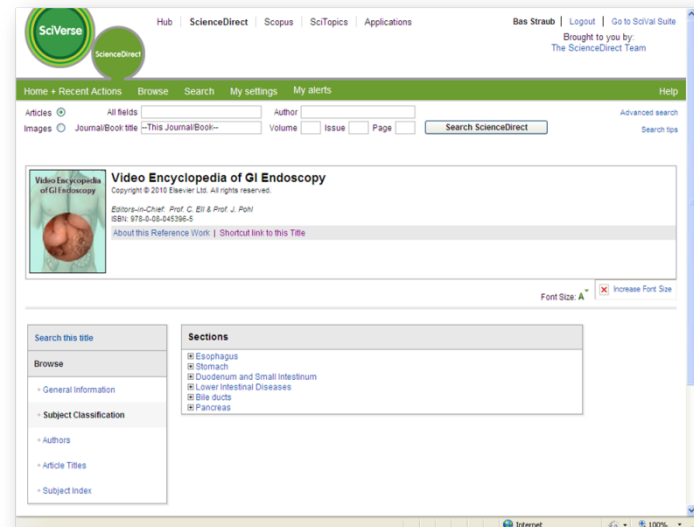 SciVerse
ScienceDirect
Hub | ScienceDirect | Scopus | SciTopics | Applications
Bas Straub | Logout | Go to SciVal Suite
Brought to you by:
The ScienceDirect Team
Home + Recent Actions Browse Search My settings My alerts Help
Articles All fields Author Advanced search
Images Journal/Book title --This Journal/Book-- Volume Issue Page Search ScienceDirect Search tips
Video Encyclopedia
of GI Endoscopy
Video Encyclopedia of GI Endoscopy
Copyright © 2010 Elsevier Ltd. All rights reserved.
Editors-in-Chief: Prof. C. Ell & Prof. J. Pohl
ISBN: 978-0-08-045396-5
About this Reference Work | Shortcut link to this Title
Font Size: A Increase Font Size
Search this title
Browse
General Information
Subject Classification
Authors
Article Titles
Subject Index
Sections
Esophagus
Stomach
Duodenum and Small Intestinum
Lower Intestinal Diseases
Bile ducts
Pancreas
Internet 100%